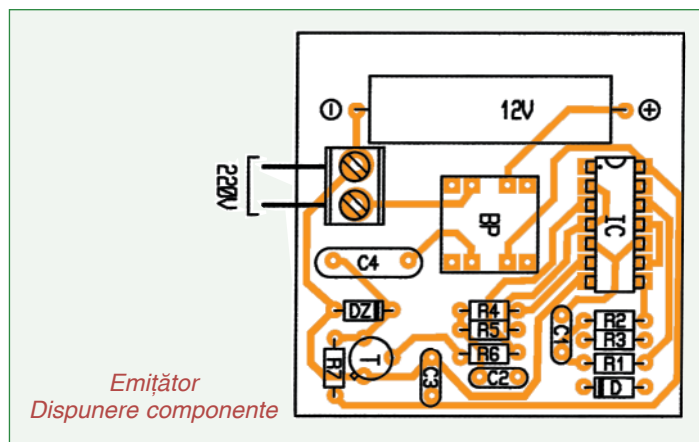 ⊖ 12V ⊕
220V
BP
IC
C4
DZ
R4
R5
R6
R7
T
C3
C2
C1
R2
R3
R1
D
Emițător
Dispunere componente